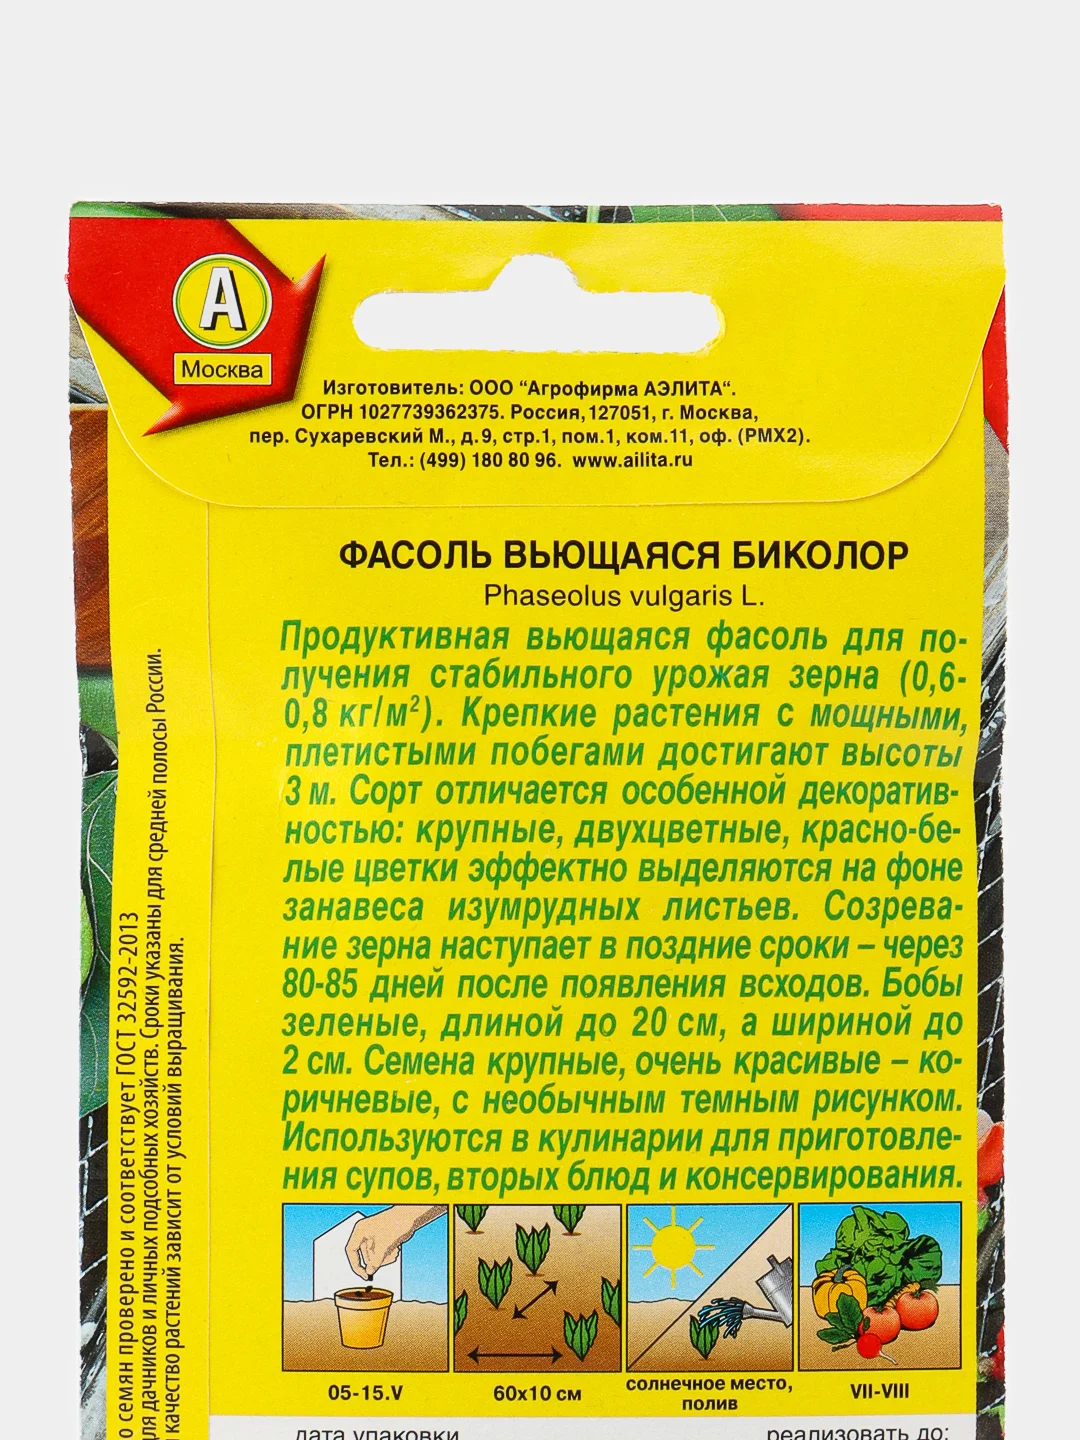 А
Москва
Изготовитель: ООО “Агрофирма АЭЛИТА“.
ОГРН 1027739362375. Россия, 127051, г. Москва,
пер. Сухаревский М., д. 9, стр.1, пом.1, ком.11, оф. (РМХ2).
Тел.: (499) 180 80 96. www.ailita.ru
ФАСОЛЬ ВЬЮЩАЯСЯ БИКОЛОР
Phaseolus vulgaris L.
Продуктивная вьющаяся фасоль для по-
лучения стабильного урожая зерна (0,6-
0,8 кг/м²). Крепкие растения с мощными,
плетистыми побегами достигают высоты
3 м. Сорт отличается особенной декоратив-
ностью: крупные, двухцветные, красно-бе-
лые цветки эффектно выделяются на фоне
занавеса изумрудных листьев. Созрева-
ние зерна наступает в поздние сроки – через
80-85 дней после появления всходов. Бобы
зеленые, длиной до 20 см, а шириной до
2 см. Семена крупные, очень красивые – ко-
ричневые, с необычным темным рисунком.
Используются в кулинарии для приготовле-
ния супов, вторых блюд и консервирования.
05-15.V
60х10 см
солнечное место,
полив
VII-VIII
дата упаковки
реализовать до:
о семян проверено и соответствует ГОСТ 32592-2013
для дачников и личных подсобных хозяйств. Сроки указаны для средней полосы России.
и качество растений зависит от условий выращивания.